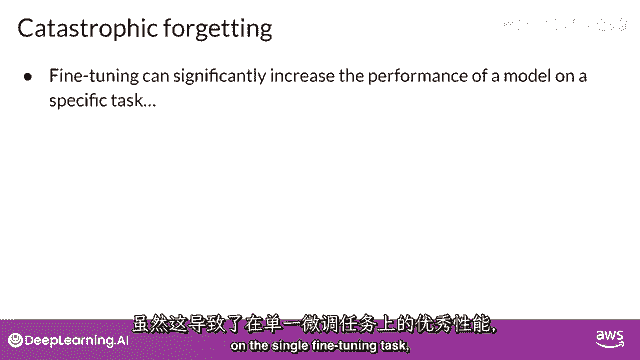 Catastrophic forgetting
• Fine-tuning can significantly increase the performance of a model on a
specific task...
虽然这导致了在单一微调任务上的优秀性能，
on the single fine-tuning task,
DeepLearning.AI
aws